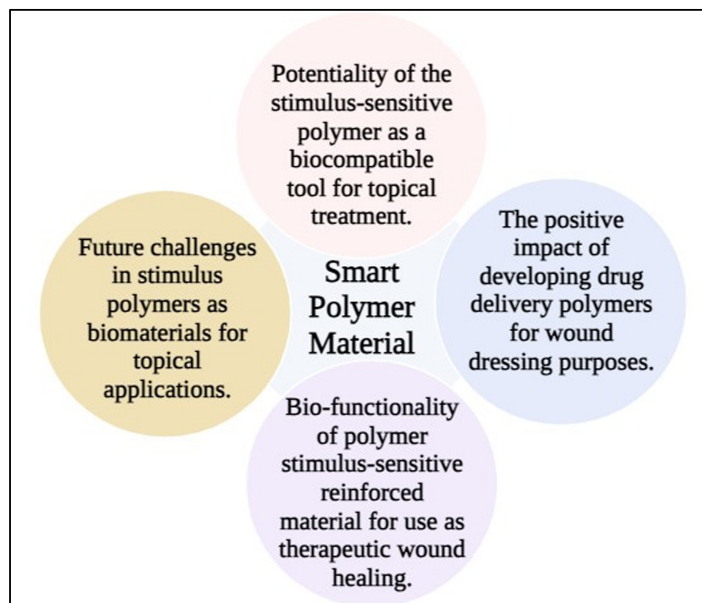 Potentiality of the
stimulus-sensitive
polymer as a
biocompatible
tool for topical
treatment.
Future challenges
in stimulus
polymers as
biomaterials for
topical
applications.
Smart
Polymer
Material
The positive
impact of
developing drug
delivery polymers
for wound
dressing purposes.
Bio-functionality
of polymer
stimulus-sensitive
reinforced
material for use as
therapeutic wound
healing.